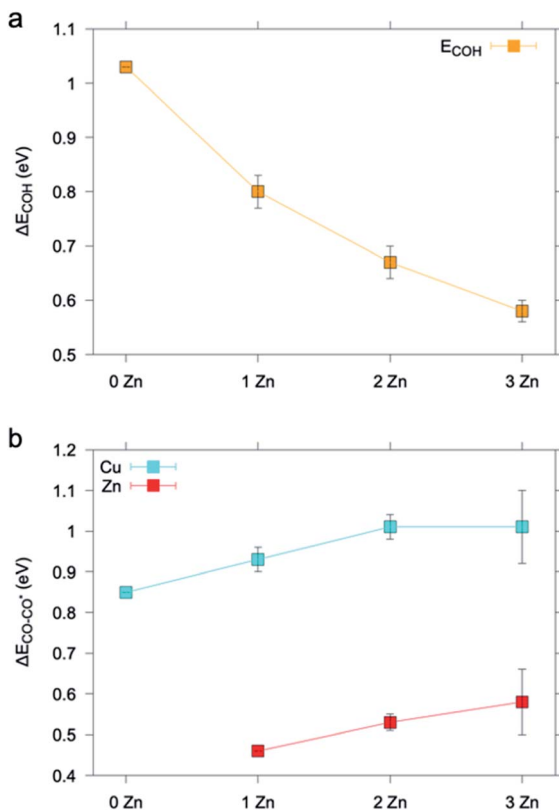 a
E_COH
ΔE_COH (eV)
1.1
1
0.9
0.8
0.7
0.6
0.5
0 Zn 1 Zn 2 Zn 3 Zn
b
Cu
Zn
ΔE_CO-CO* (eV)
1.2
1.1
1
0.9
0.8
0.7
0.6
0.5
0.4
0 Zn 1 Zn 2 Zn 3 Zn